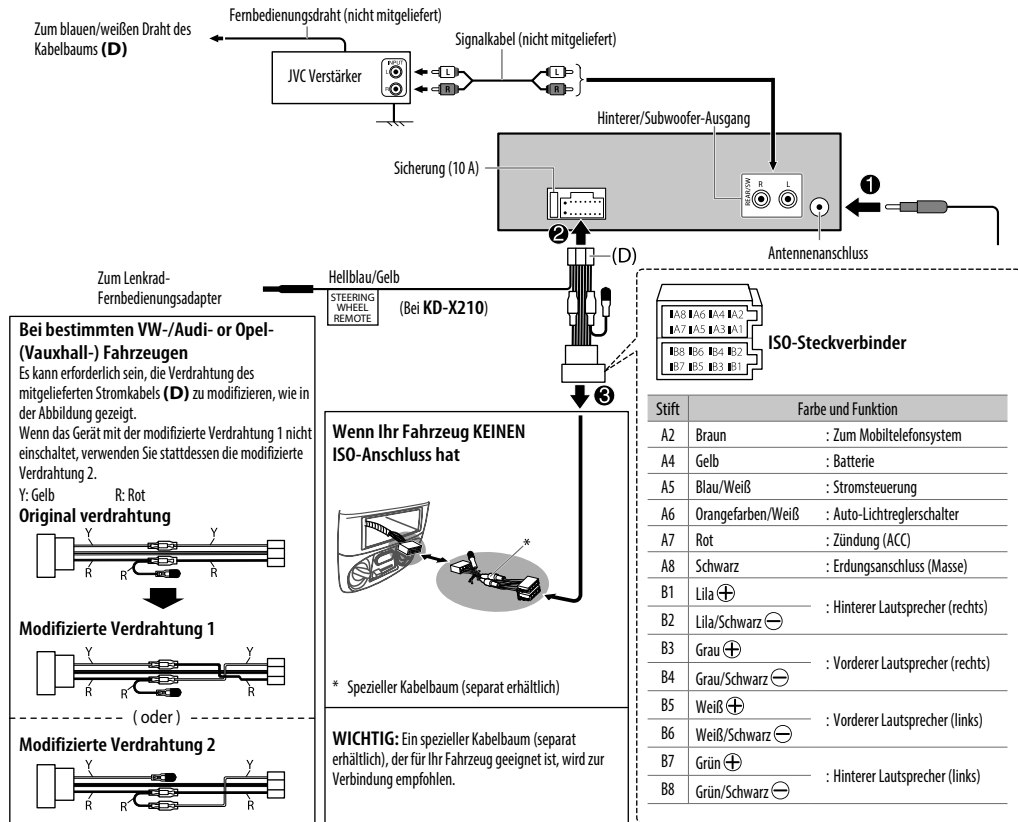 Zum blauen/weißen Draht des
Kabelbaums (D)
Fernbedienungsdraht (nicht mitgeliefert)
Signalkabel (nicht mitgeliefert)
JVC Verstärker
INPUT
L
R
L
R
L
R
Hinterer/Subwoofer-Ausgang
Sicherung (10 A)
REAR/SW
R
L
1
2
(D)
Antennenanschluss
Zum Lenkrad-
Fernbedienungsadapter
Hellblau/Gelb
STEERING
WHEEL
REMOTE
(Bei KD-X210)
3
Bei bestimmten VW-/Audi- or Opel-
(Vauxhall-) Fahrzeugen
Es kann erforderlich sein, die Verdrahtung des
mitgelieferten Stromkabels (D) zu modifizieren, wie in
der Abbildung gezeigt.
Wenn das Gerät mit der modifizierte Verdrahtung 1 nicht
einschaltet, verwenden Sie stattdessen die modifizierte
Verdrahtung 2.
Y: Gelb R: Rot
Original verdrahtung
Y Y
R R R
Modifizierte Verdrahtung 1
Y Y
R R R
( oder )
Modifizierte Verdrahtung 2
Y Y
R R R
Wenn Ihr Fahrzeug KEINEN
ISO-Anschluss hat
*
* Spezieller Kabelbaum (separat erhältlich)
WICHTIG: Ein spezieller Kabelbaum (separat
erhältlich), der für Ihr Fahrzeug geeignet ist, wird zur
Verbindung empfohlen.
A8 A6 A4 A2
A7 A5 A3 A1
B8 B6 B4 B2
B7 B5 B3 B1
ISO-Steckverbinder
Stift Farbe und Funktion
A2 Braun : Zum Mobiltelefonsystem
A4 Gelb : Batterie
A5 Blau/Weiß : Stromsteuerung
A6 Orangefarben/Weiß : Auto-Lichtreglerschalter
A7 Rot : Zündung (ACC)
A8 Schwarz : Erdungsanschluss (Masse)
B1 Lila ⊕
: Hinterer Lautsprecher (rechts)
B2 Lila/Schwarz ⊖
B3 Grau ⊕
: Vorderer Lautsprecher (rechts)
B4 Grau/Schwarz ⊖
B5 Weiß ⊕
: Vorderer Lautsprecher (links)
B6 Weiß/Schwarz ⊖
B7 Grün ⊕
: Hinterer Lautsprecher (links)
B8 Grün/Schwarz ⊖